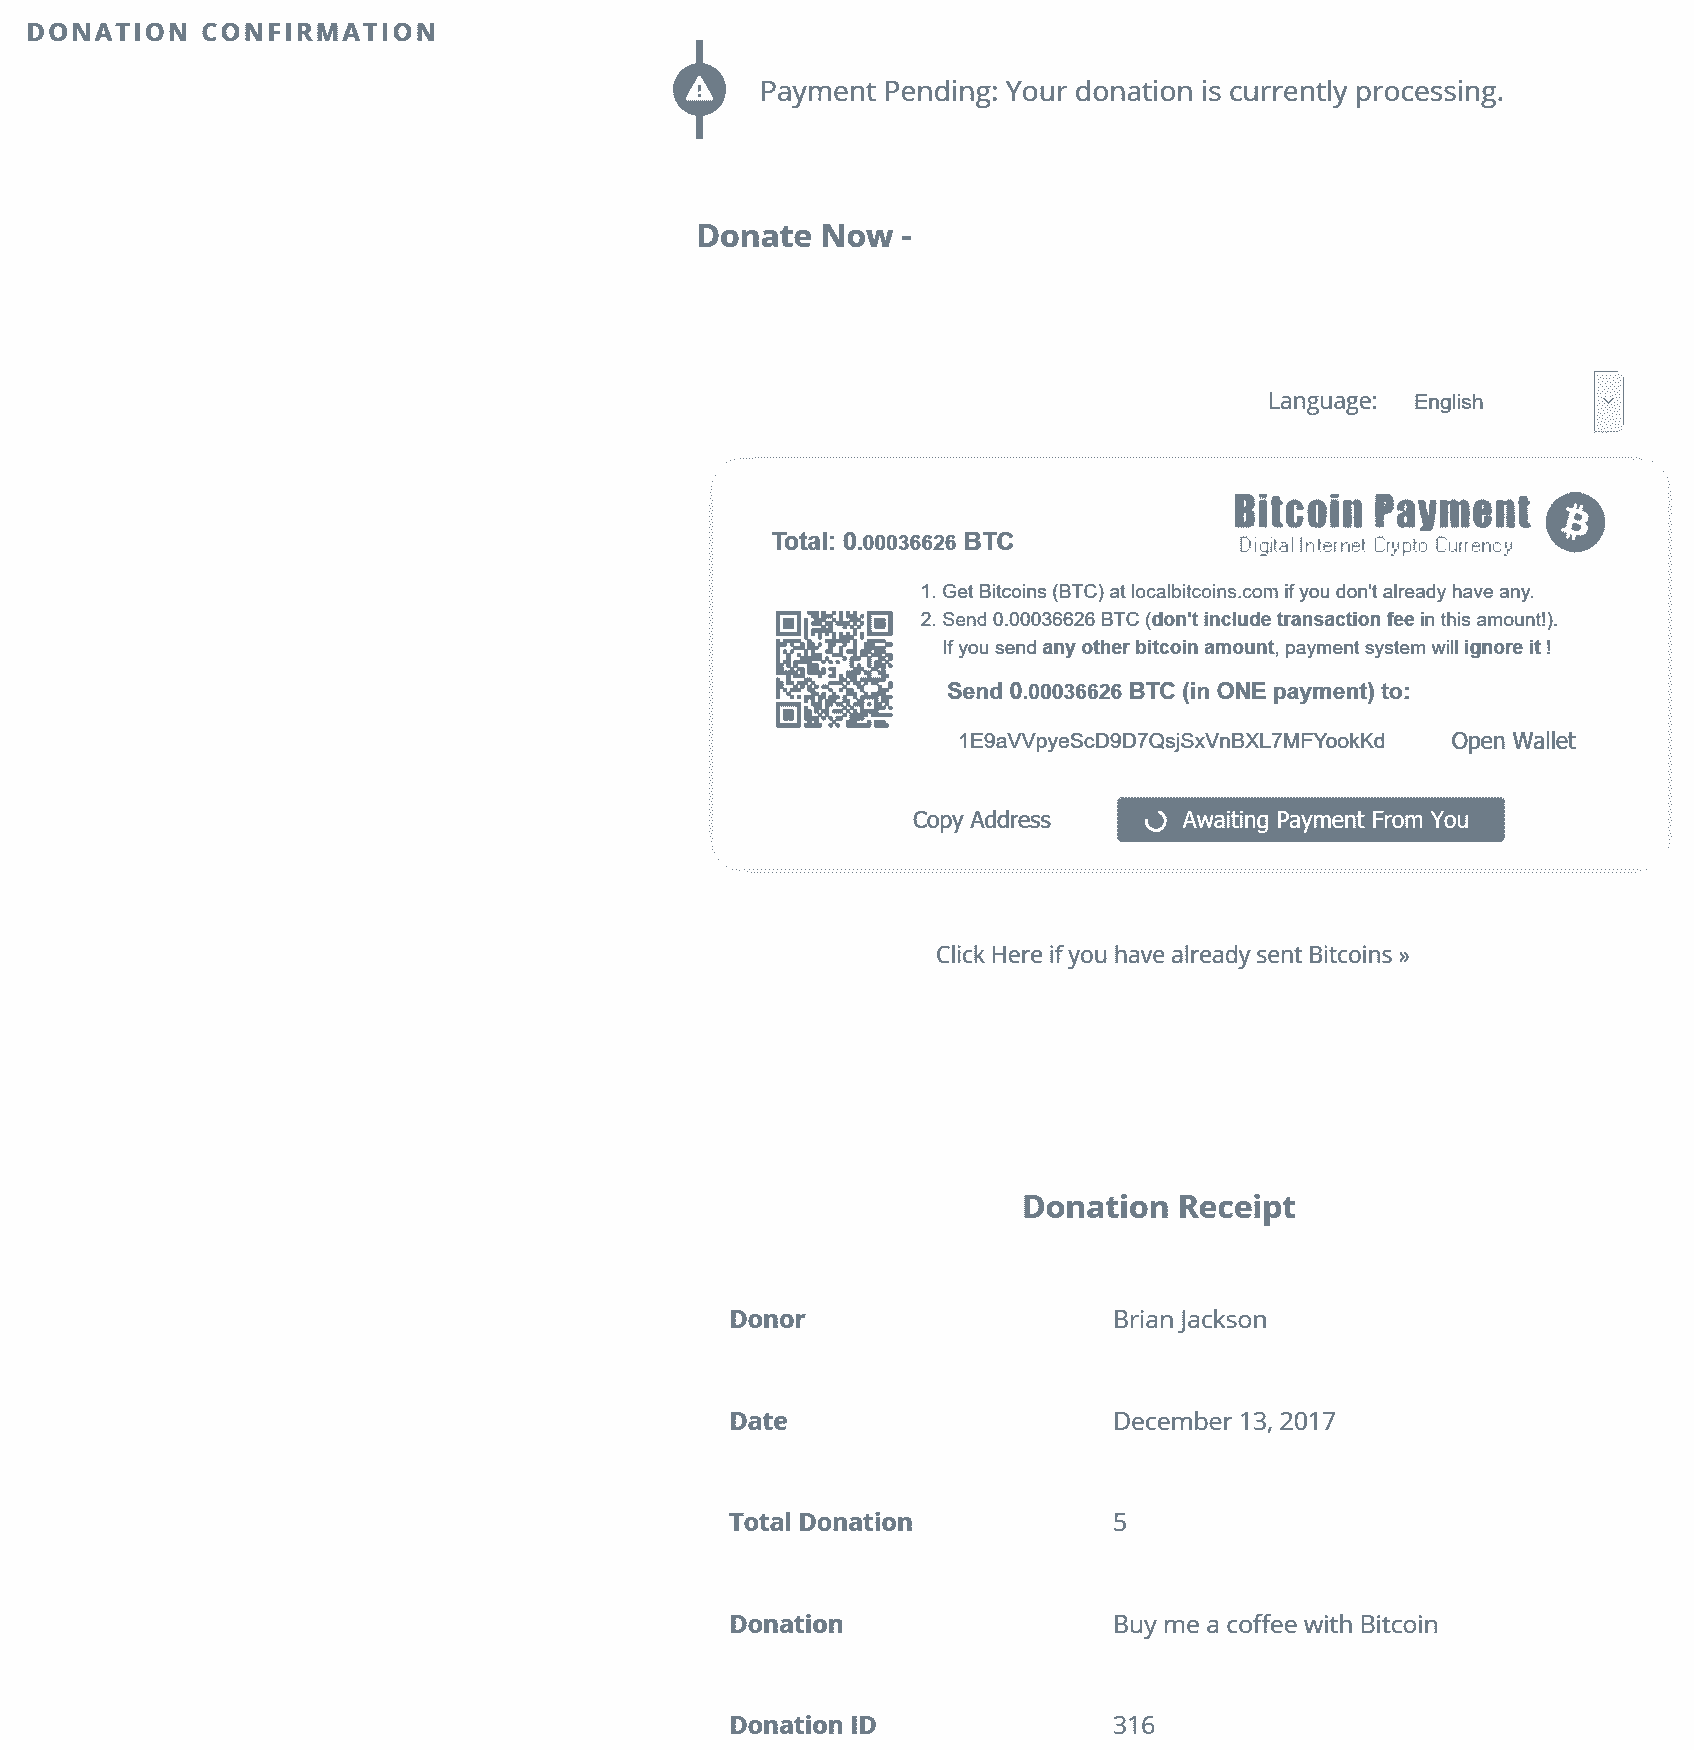 DONATION CONFIRMATION
Payment Pending: Your donation is currently processing.
Donate Now -
Language: English
Bitcoin Payment
Digital Internet Crypto Currency
Total: 0.00036626 BTC
1. Get Bitcoins (BTC) at localbitcoins.com if you don't already have any.
2. Send 0.00036626 BTC (don't include transaction fee in this amount!).
If you send any other bitcoin amount, payment system will ignore it !
Send 0.00036626 BTC (in ONE payment) to:
1E9aVVpyeScD9D7QsjSxVnBXL7MFYookKd Open Wallet
Copy Address Awaiting Payment From You
Click Here if you have already sent Bitcoins »
Donation Receipt
Donor Brian Jackson
Date December 13, 2017
Total Donation 5
Donation Buy me a coffee with Bitcoin
Donation ID 316